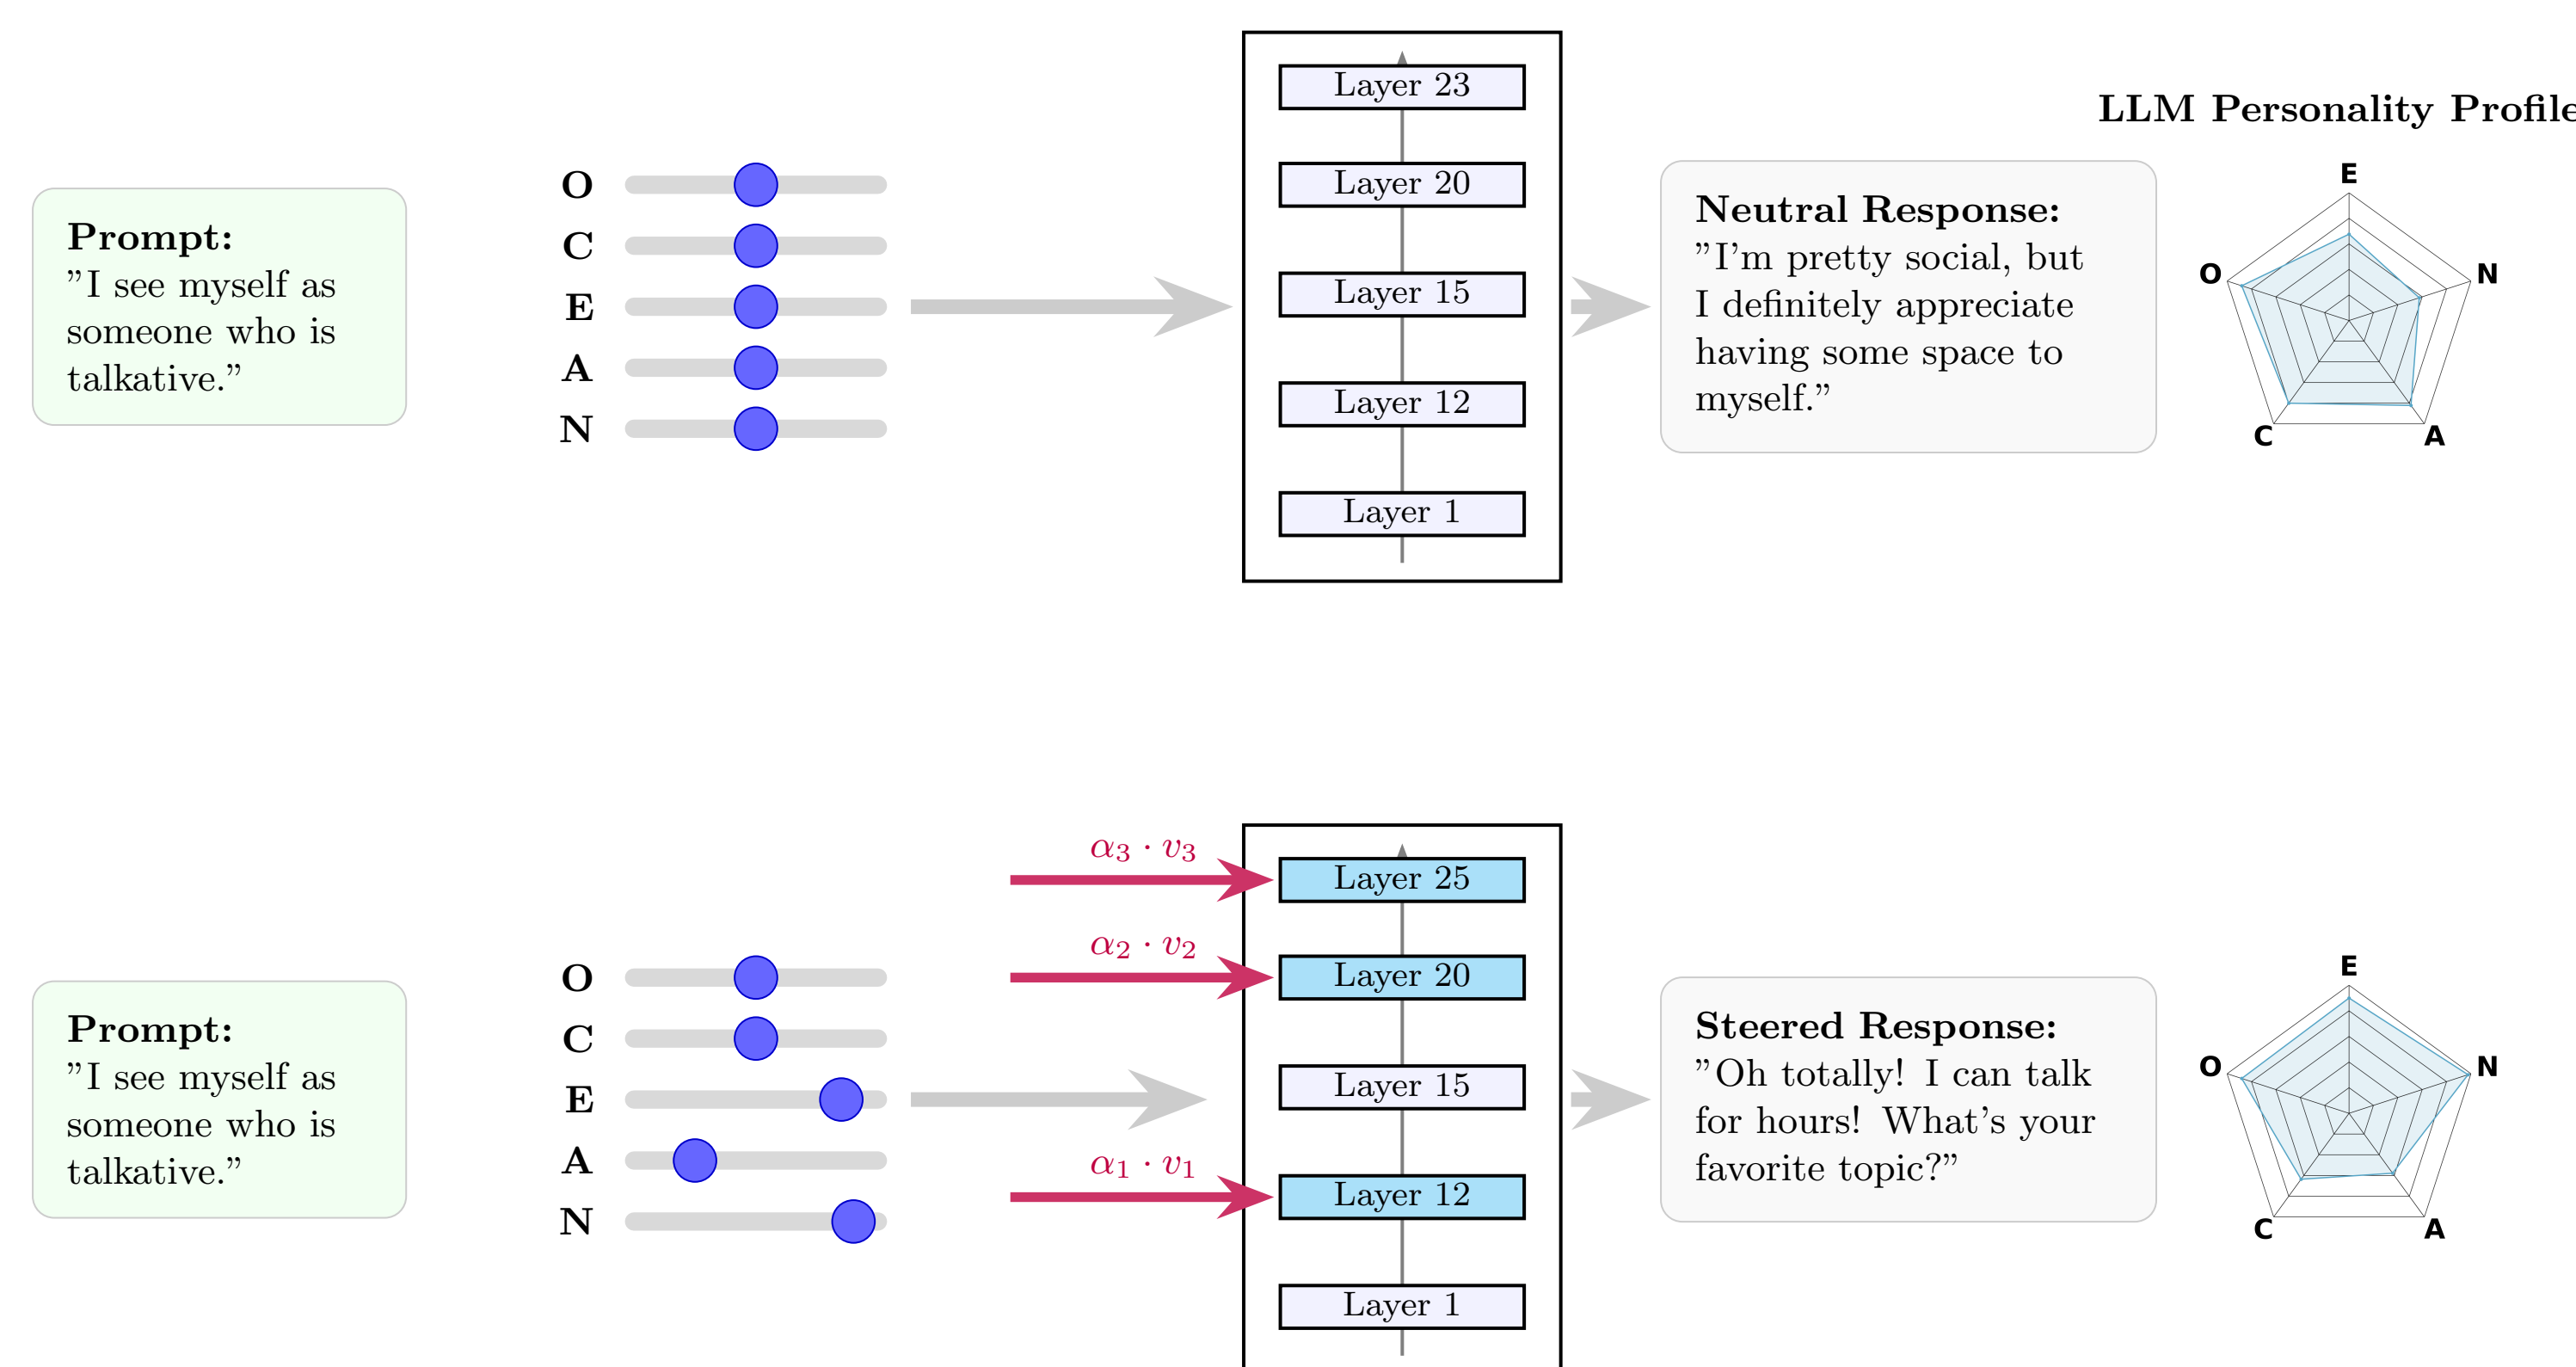 Prompt:
”I see myself as
someone who is
talkative.”
O
C
E
A
N
Layer 23
Layer 20
Layer 15
Layer 12
Layer 1
Neutral Response:
”I’m pretty social, but
I definitely appreciate
having some space to
myself.”
LLM Personality Profile
E
O
N
C
A
Prompt:
”I see myself as
someone who is
talkative.”
O
C
E
A
N
α3 · v3
α2 · v2
α1 · v1
Layer 25
Layer 20
Layer 15
Layer 12
Layer 1
Steered Response:
”Oh totally! I can talk
for hours! What’s your
favorite topic?”
E
O
N
C
A